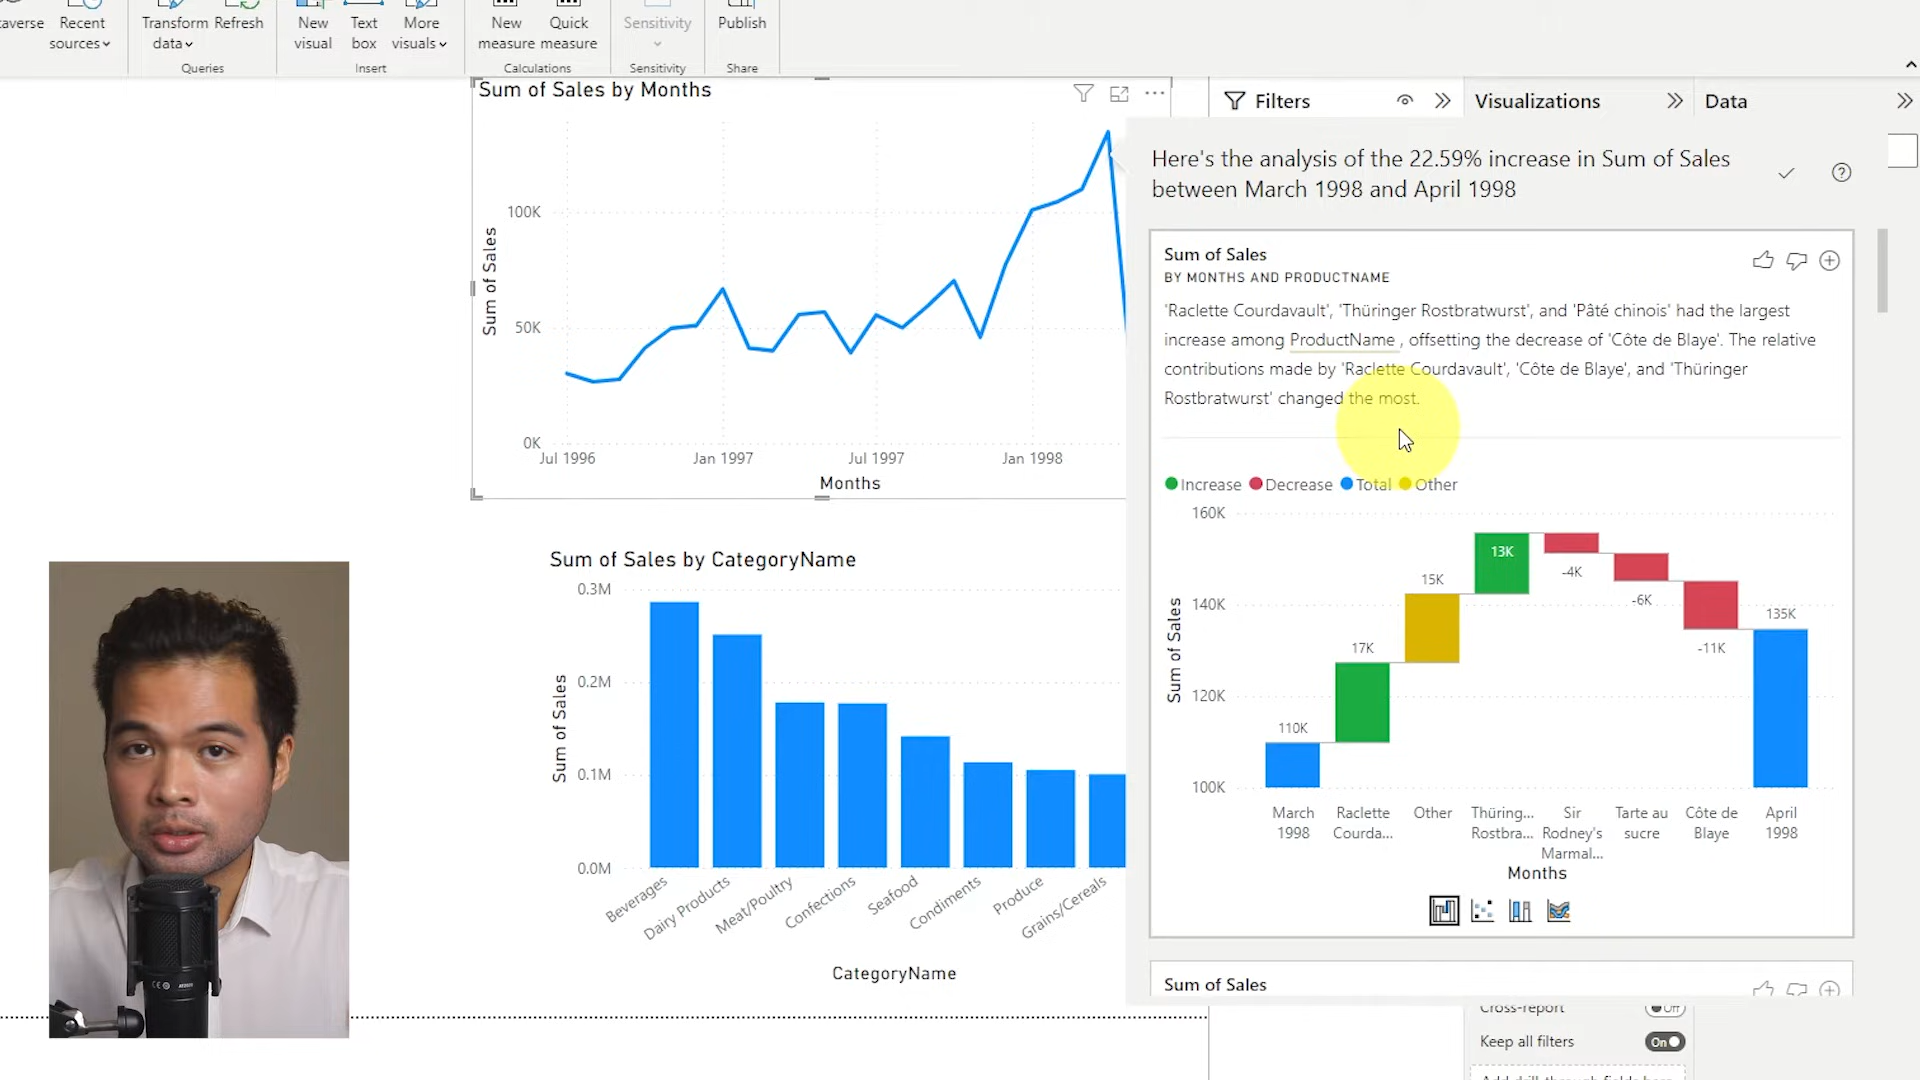 averse
Recent
sources
Transform
data
Refresh
Queries
New
visual
Text
box
More
visuals
Insert
New
measure
Quick
measure
Calculations
Sensitivity
Sensitivity
Publish
Share
Sum of Sales by Months
Sum of Sales
100K
50K
0K
Jul 1996
Jan 1997
Jul 1997
Jan 1998
Months
Sum of Sales by CategoryName
Sum of Sales
0.3M
0.2M
0.1M
0.0M
Beverages
Dairy Products
Meat/Poultry
Confections
Seafood
Condiments
Produce
Grains/Cereals
CategoryName
Filters
Visualizations
Data
Here's the analysis of the 22.59% increase in Sum of Sales
between March 1998 and April 1998
Sum of Sales
BY MONTHS AND PRODUCTNAME
'Raclette Courdavault', 'Thüringer Rostbratwurst', and 'Pâté chinois' had the largest
increase among ProductName , offsetting the decrease of 'Côte de Blaye'. The relative
contributions made by 'Raclette Courdavault', 'Côte de Blaye', and 'Thüringer
Rostbratwurst' changed the most.
Increase Decrease Total Other
Sum of Sales
160K
140K
120K
100K
110K
17K
15K
13K
-4K
-6K
-11K
135K
March
1998
Raclette
Courda...
Other
Thüring...
Rostbra...
Sir
Rodney's
Marmal...
Tarte au
sucre
Côte de
Blaye
April
1998
Months
Sum of Sales
Cross-report
Off
Keep all filters
On
Add drill-through fields here